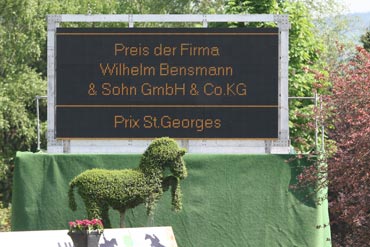 Preis der Firma
Wilhelm Bensmann
& Sohn GmbH & Co.KG
Prix St.Georges